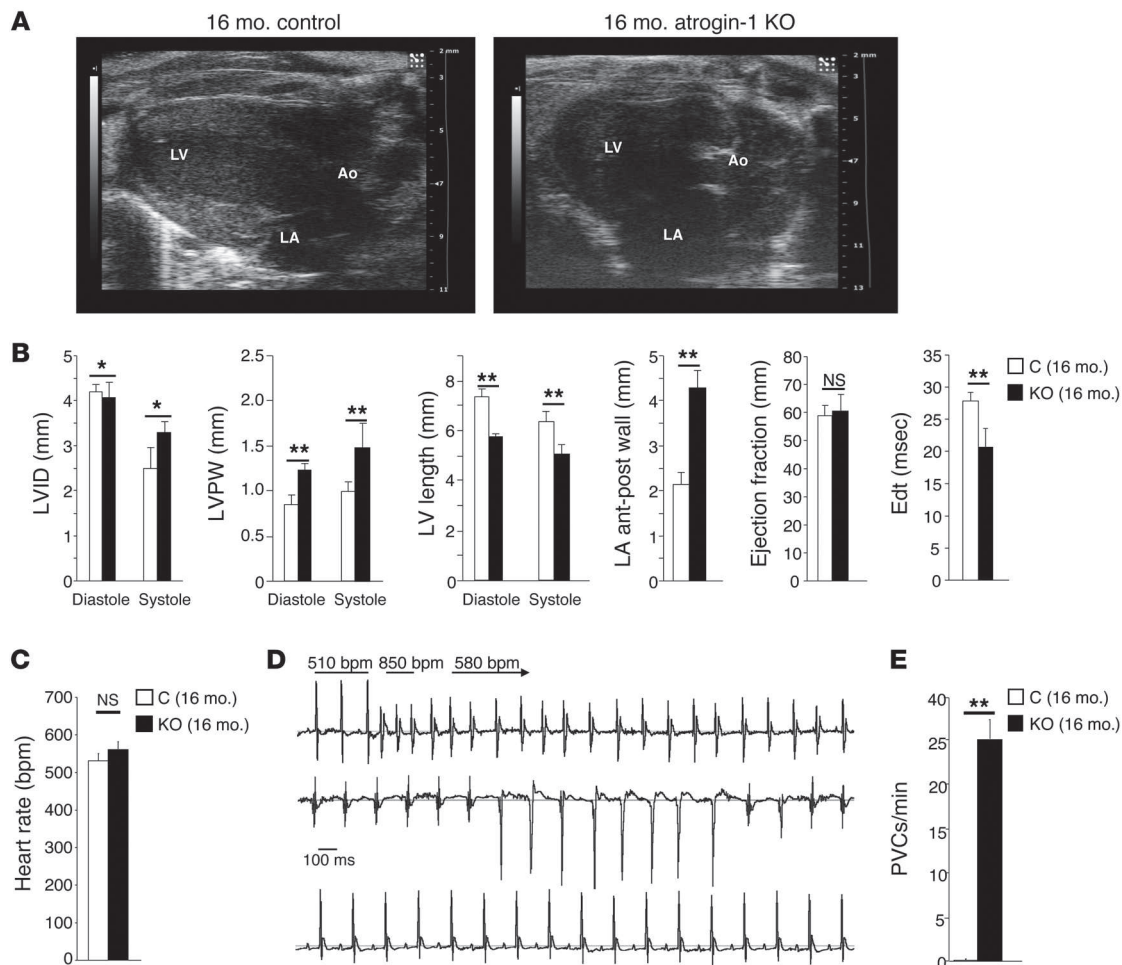 A
16 mo. control
16 mo. atrogin-1 KO
2 mm
3
5
7
9
11
LV
Ao
LA
2 mm
3
5
7
9
11
13
LV
Ao
LA
B
LVID (mm)
5
4
3
2
1
0
Diastole Systole
* *
LVPW (mm)
2.5
2.0
1.5
1.0
0.5
0
Diastole Systole
** **
LV length (mm)
8
6
4
2
0
Diastole Systole
** **
LA ant-post wall (mm)
5
4
3
2
1
0
**
Ejection fraction (mm)
80
70
60
50
40
30
20
10
0
NS
Edt (msec)
35
30
25
20
15
10
5
0
**
C (16 mo.)
KO (16 mo.)
C
Heart rate (bpm)
700
600
500
400
300
200
100
0
NS
C (16 mo.)
KO (16 mo.)
D
510 bpm 850 bpm 580 bpm
100 ms
E
PVCs/min
40
25
20
15
10
5
0
**
C (16 mo.)
KO (16 mo.)